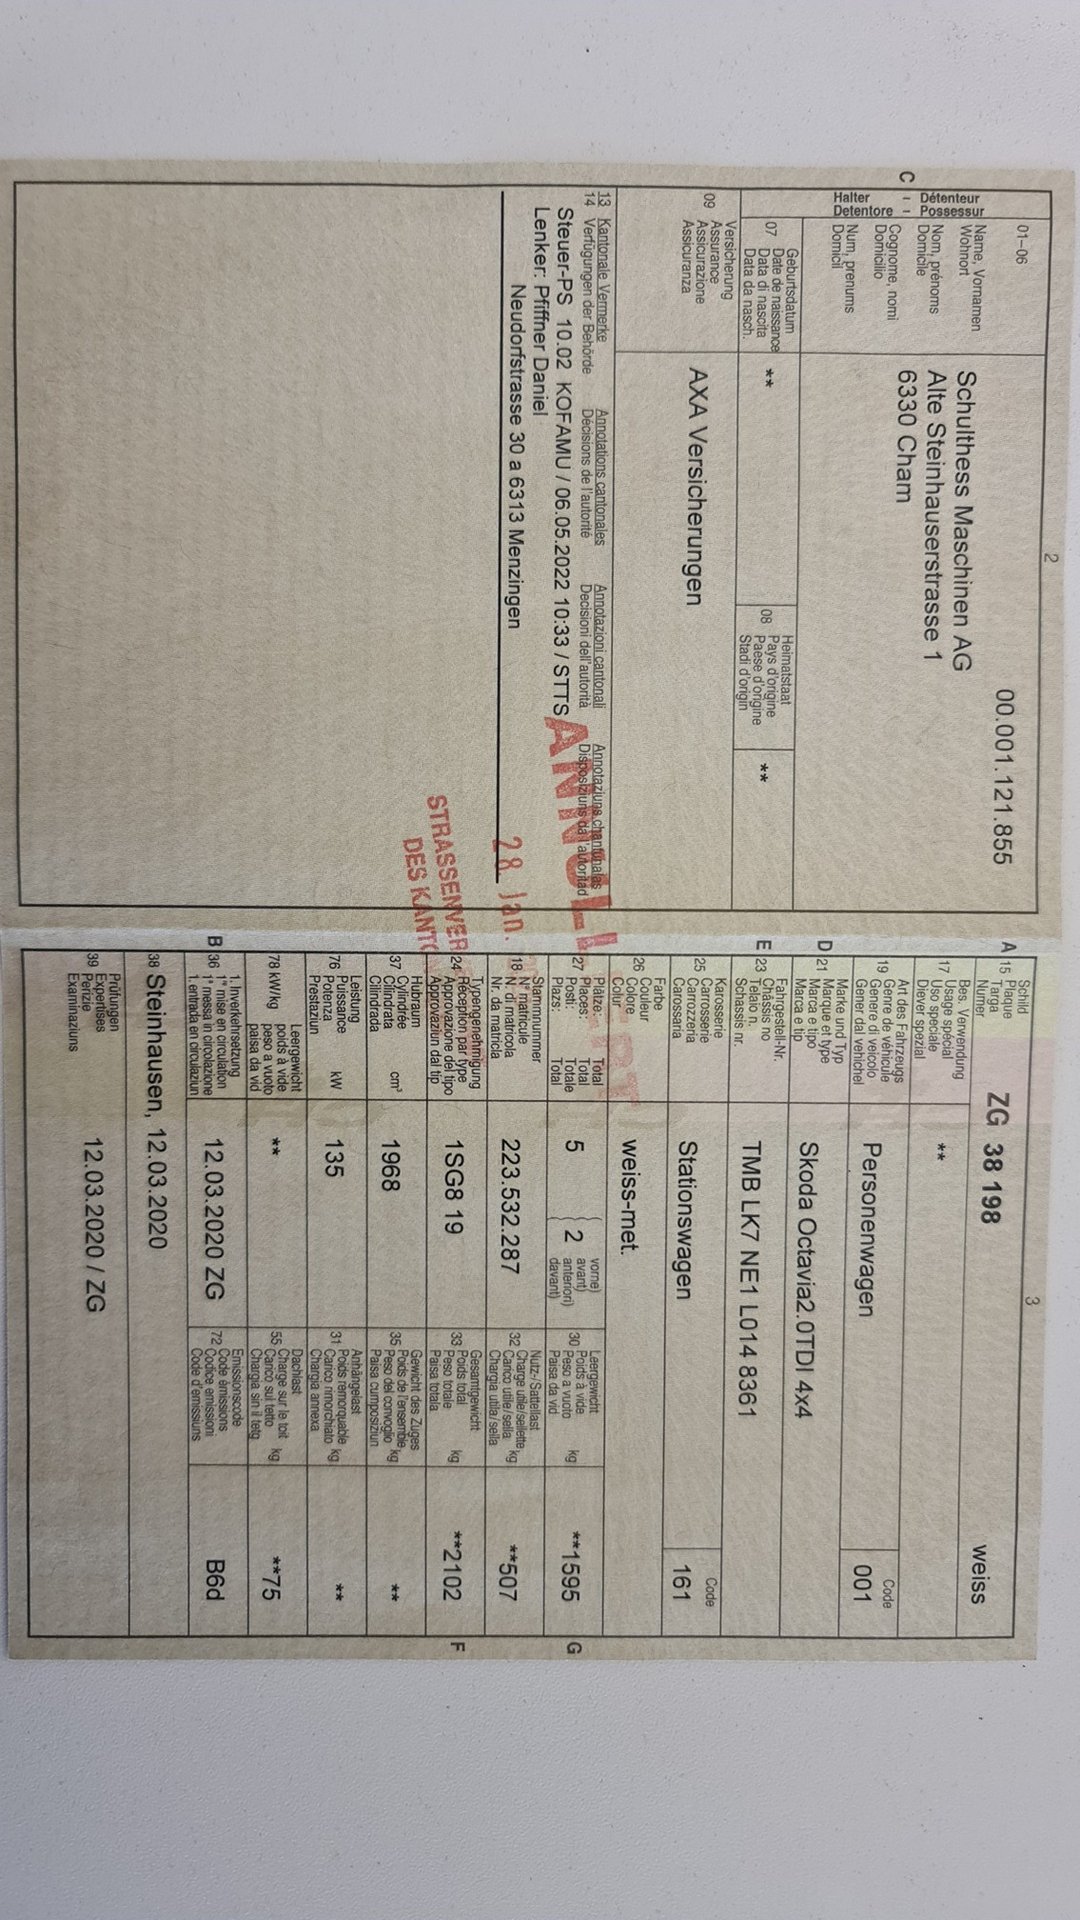 2
01–06
00.001.121.855
C
Halter – Détenteur
Detentore – Possessur
Name, Vornamen
Wohnort
Nom, prénoms
Domicile
Cognome, nomi
Domicilio
Num, prenums
Domicil
Schulthess Maschinen AG
Alte Steinhauserstrasse 1
6330 Cham
07 Geburtsdatum
Date de naissance
Data di nascita
Data da nasch.
**
08 Heimatstaat
Pays d'origine
Paese d'origine
Stadi d'origin
**
09 Versicherung
Assurance
Assicurazione
Assicuranza
AXA Versicherungen
13 Kantonale Vermerke Annotations cantonales Annotazioni cantonali Annotaziuns chantunalas
14 Verfügungen der Behörde Décisions de l'autorité Decisioni dell'autorità Disposiziuns da l'autoritad
Steuer-PS 10.02 KOFAMU / 06.05.2022 10:33 / STTS
Lenker: Pfiffner Daniel
Neudorfstrasse 30 a 6313 Menzingen
ANNULLIERT
28. Jan.
STRASSENVER
DES KANTO
3
A 15 Schild
Plaque
Targa
Numer
ZG 38 198 weiss
17 Bes. Verwendung
Usage spécial
Uso speciale
Diever spezial
**
19 Art des Fahrzeugs
Genre de véhicule
Genere di veicolo
Gener dal vehichel
Personenwagen
Code
001
D 21 Marke und Typ
Marque et type
Marca e tipo
Marca e tip
Skoda Octavia2.0TDI 4x4
E 23 Fahrgestell-Nr.
Châssis no
Telaio n.
Schassis nr.
TMB LK7 NE1 L014 8361
25 Karosserie
Carrosserie
Carrozzeria
Carossaria
Stationswagen
Code
161
26 Farbe
Couleur
Colore
Colur
weiss-met.
27 Plätze: Total
Places: Total
Posti: Totale
Plazs: Total
5
2
vorne)
avant)
anteriori)
davant)
30 Leergewicht
Poids à vide
Peso a vuoto kg
Paisa da vid
**1595
G
18 Stammnummer
N° matricule
N. di matricola
Nr. da matricla
223.532.287
32 Nutz-/Sattellast
Charge utile/sellette
Carico utile/sella kg
Chargia utila/sella
**507
24 Typengenehmigung
Réception par type
Approvazione del tipo
Approvaziun dal tip
1SG8 19
33 Gesamtgewicht
Poids total
Peso totale kg
Paisa totala
**2102
F
37 Hubraum
Cylindrée
Cilindrata cm³
Cilindrada
1968
35 Gewicht des Zuges
Poids de l'ensemble
Peso del convoglio kg
Paisa cumposiziun
**
76 Leistung
Puissance
Potenza kW
Prestaziun
135
31 Anhängelast
Poids remorquable
Carico rimorchiato kg
Chargia annexa
**
78 kW/kg Leergewicht
poids à vide
peso a vuoto
paisa da vid
**
55 Dachlast
Charge sur le toit
Carico sul tetto kg
Chargia sin il tetg
**75
B 36 1. Inverkehrsetzung
1re mise en circulation
1a messa in circolazione
1. entrada en circulaziun
12.03.2020 ZG
72 Emissionscode
Code émissions
Codice emissioni
Code d'emissiuns
B6d
38 Steinhausen, 12.03.2020
39 Prüfungen
Expertises
Perizie
Examinaziuns
12.03.2020 / ZG